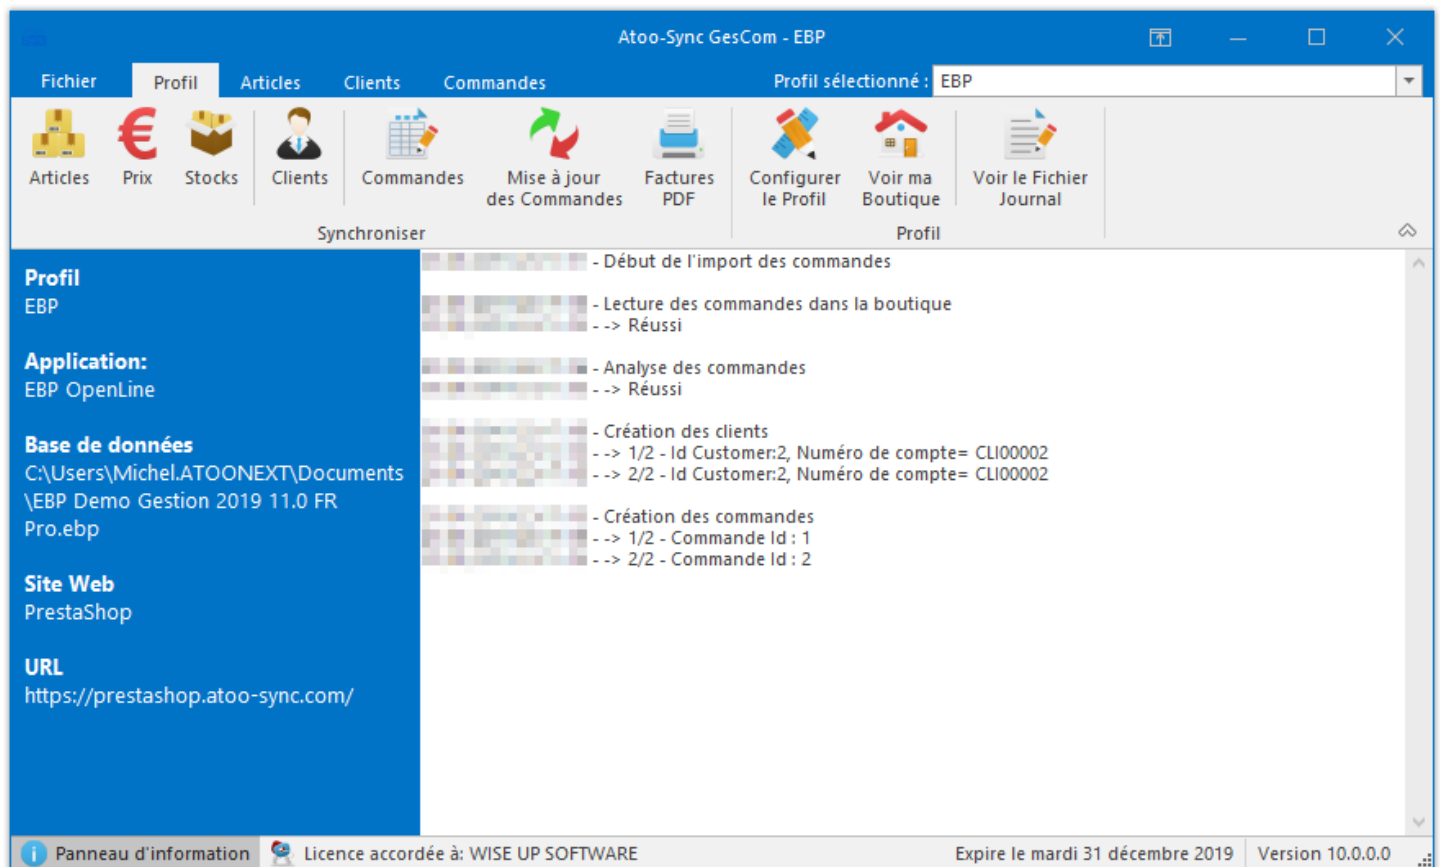 Atoo-Sync GesCom - EBP
Fichier Profil Articles Clients Commandes Profil sélectionné : EBP
Articles Prix Stocks Clients Commandes Mise à jour des Commandes Factures PDF Configurer le Profil Voir ma Boutique Voir le Fichier Journal
Synchroniser Profil
Profil
EBP
Application:
EBP OpenLine
Base de données
C:\Users\Michel.ATOONEXT\Documents
\EBP Demo Gestion 2019 11.0 FR
Pro.ebp
Site Web
PrestaShop
URL
https://prestashop.atoo-sync.com/
- Début de l'import des commandes
- Lecture des commandes dans la boutique
- --> Réussi
- Analyse des commandes
- --> Réussi
- Création des clients
- --> 1/2 - Id Customer:2, Numéro de compte= CLI00002
- --> 2/2 - Id Customer:2, Numéro de compte= CLI00002
- Création des commandes
- --> 1/2 - Commande Id : 1
- --> 2/2 - Commande Id : 2
Panneau d'information Licence accordée à: WISE UP SOFTWARE Expire le mardi 31 décembre 2019 Version 10.0.0.0